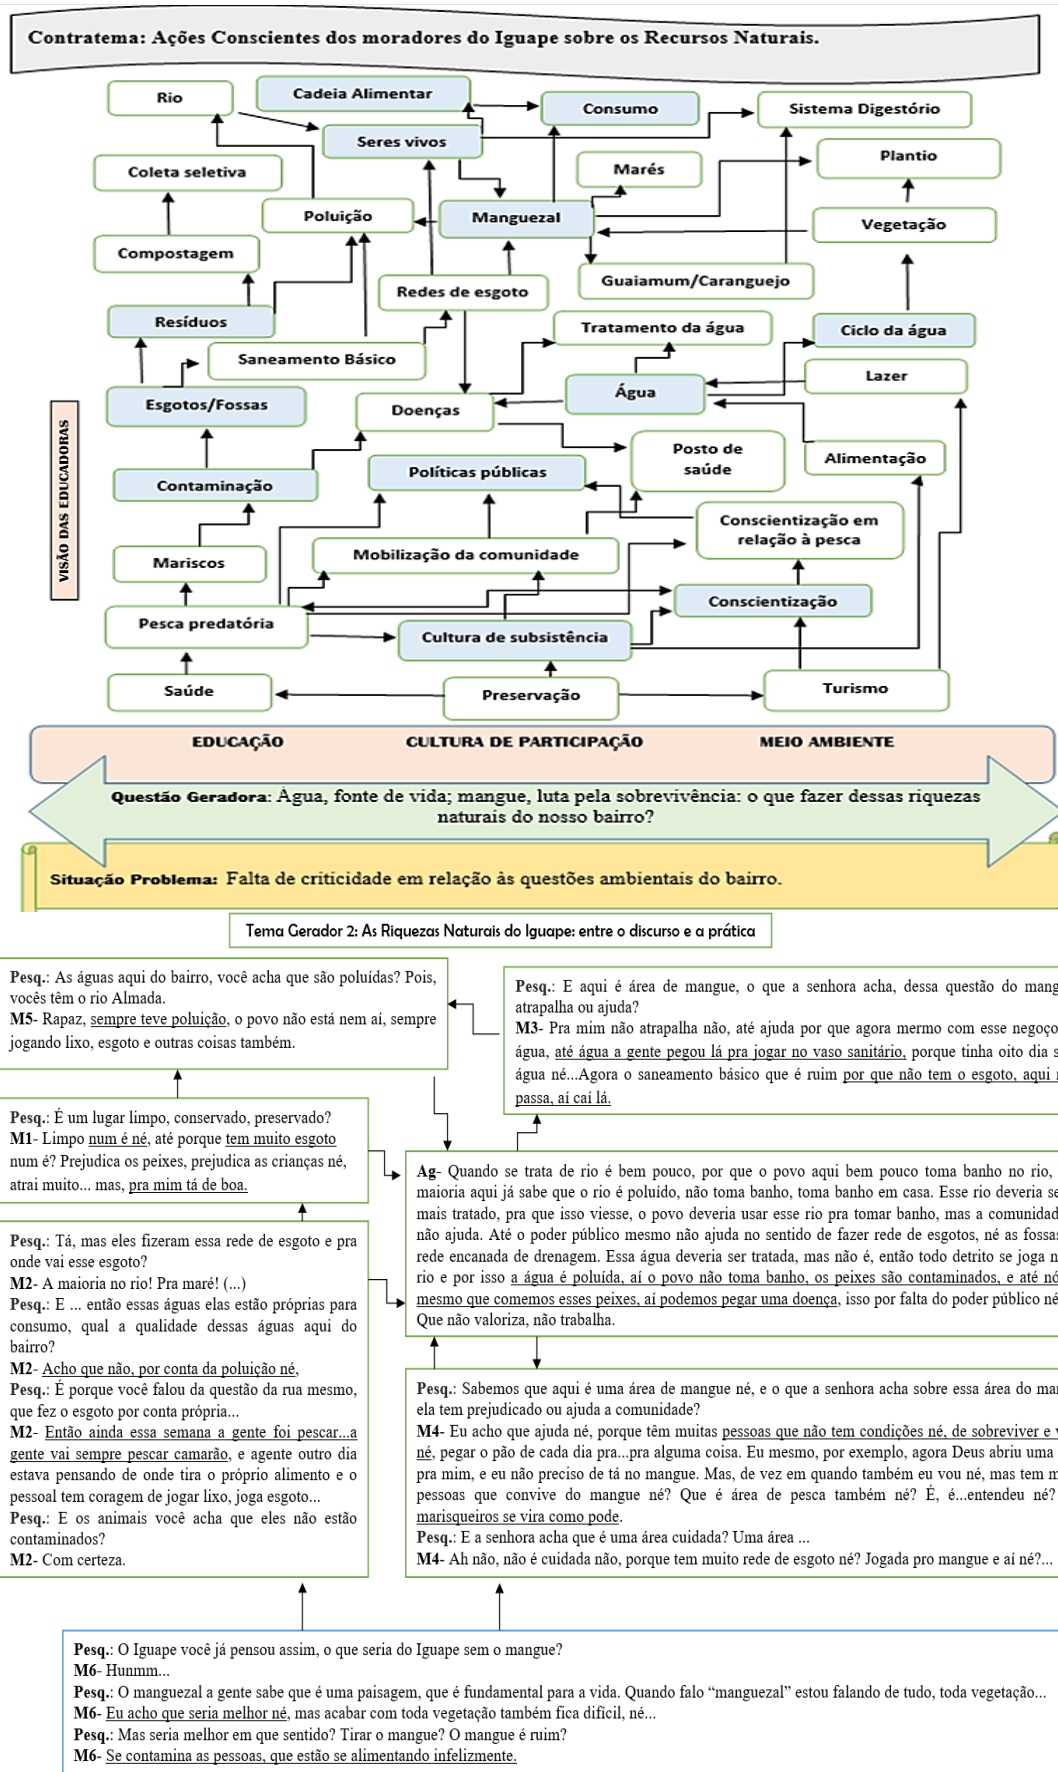 Contratema: Ações Conscientes dos moradores do Iguape sobre os Recursos Naturais.
Rio
Cadeia Alimentar
Consumo
Sistema Digestório
Seres vivos
Coleta seletiva
Marés
Plantio
Poluição
Manguezal
Vegetação
Compostagem
Redes de esgoto
Guaiamum/Caranguejo
Resíduos
Tratamento da água
Ciclo da água
Saneamento Básico
Lazer
Esgotos/Fossas
Doenças
Água
Posto de
saúde
Alimentação
VISÃO DAS EDUCADORAS
Contaminação
Políticas públicas
Conscientização em
relação à pesca
Mariscos
Mobilização da comunidade
Conscientização
Pesca predatória
Cultura de subsistência
Saúde
Preservação
Turismo
EDUCAÇÃO
CULTURA DE PARTICIPAÇÃO
MEIO AMBIENTE
Questão Geradora: Água, fonte de vida; mangue, luta pela sobrevivência: o que fazer dessas riquezas
naturais do nosso bairro?
Situação Problema: Falta de criticidade em relação às questões ambientais do bairro.
Tema Gerador 2: As Riquezas Naturais do Iguape: entre o discurso e a prática
Pesq.: As águas aqui do bairro, você acha que são poluídas? Pois,
vocês têm o rio Almada.
M5- Rapaz, sempre teve poluição, o povo não está nem aí, sempre
jogando lixo, esgoto e outras coisas também.
Pesq.: E aqui é área de mangue, o que a senhora acha, dessa questão do mang
atrapalha ou ajuda?
M3- Pra mim não atrapalha não, até ajuda por que agora mermo com esse negoço
água, até água a gente pegou lá pra jogar no vaso sanitário, porque tinha oito dia s
água né...Agora o saneamento básico que é ruim por que não tem o esgoto, aqui
passa, aí caí lá.
Pesq.: É um lugar limpo, conservado, preservado?
M1- Limpo num é né, até porque tem muito esgoto
num é? Prejudica os peixes, prejudica as crianças né,
atrai muito... mas, pra mim tá de boa.
Ag- Quando se trata de rio é bem pouco, por que o povo aqui bem pouco toma banho no rio,
maioria aqui já sabe que o rio é poluído, não toma banho, toma banho em casa. Esse rio deveria se
mais tratado, pra que isso viesse, o povo deveria usar esse rio pra tomar banho, mas a comunidad
não ajuda. Até o poder público mesmo não ajuda no sentido de fazer rede de esgotos, né as fossa
rede encanada de drenagem. Essa água deveria ser tratada, mas não é, então todo detrito se joga n
rio e por isso a água é poluída, aí o povo não toma banho, os peixes são contaminados, e até nó
mesmo que comemos esses peixes, aí podemos pegar uma doença, isso por falta do poder público né
Que não valoriza, não trabalha.
Pesq.: Tá, mas eles fizeram essa rede de esgoto e pra
onde vai esse esgoto?
M2- A maioria no rio! Pra maré! (...)
Pesq.: E ... então essas águas elas estão próprias para
consumo, qual a qualidade dessas águas aqui do
bairro?
M2- Acho que não, por conta da poluição né,
Pesq.: É porque você falou da questão da rua mesmo,
que fez o esgoto por conta própria...
M2- Então ainda essa semana a gente foi pescar...a
gente vai sempre pescar camarão, e agente outro dia
estava pensando de onde tira o próprio alimento e o
pessoal tem coragem de jogar lixo, joga esgoto...
Pesq.: E os animais você acha que eles não estão
contaminados?
M2- Com certeza.
Pesq.: Sabemos que aqui é uma área de mangue né, e o que a senhora acha sobre essa área do ma
ela tem prejudicado ou ajuda a comunidade?
M4- Eu acho que ajuda né, porque têm muitas pessoas que não tem condições né, de sobreviver e v
né, pegar o pão de cada dia pra...pra alguma coisa. Eu mesmo, por exemplo, agora Deus abriu uma
pra mim, e eu não preciso de tá no mangue. Mas, de vez em quando também eu vou né, mas tem m
pessoas que convive do mangue né? Que é área de pesca também né? É, é...entendeu né?
marisqueiros se vira como pode.
Pesq.: E a senhora acha que é uma área cuidada? Uma área ...
M4- Ah não, não é cuidada não, porque tem muito rede de esgoto né? Jogada pro mangue e aí né?...
Pesq.: O Iguape você já pensou assim, o que seria do Iguape sem o mangue?
M6- Hunmm...
Pesq.: O manguezal a gente sabe que é uma paisagem, que é fundamental para a vida. Quando falo “manguezal” estou falando de tudo, toda vegetação...
M6- Eu acho que seria melhor né, mas acabar com toda vegetação também fica difícil, né...
Pesq.: Mas seria melhor em que sentido? Tirar o mangue? O mangue é ruim?
M6- Se contamina as pessoas, que estão se alimentando infelizmente.